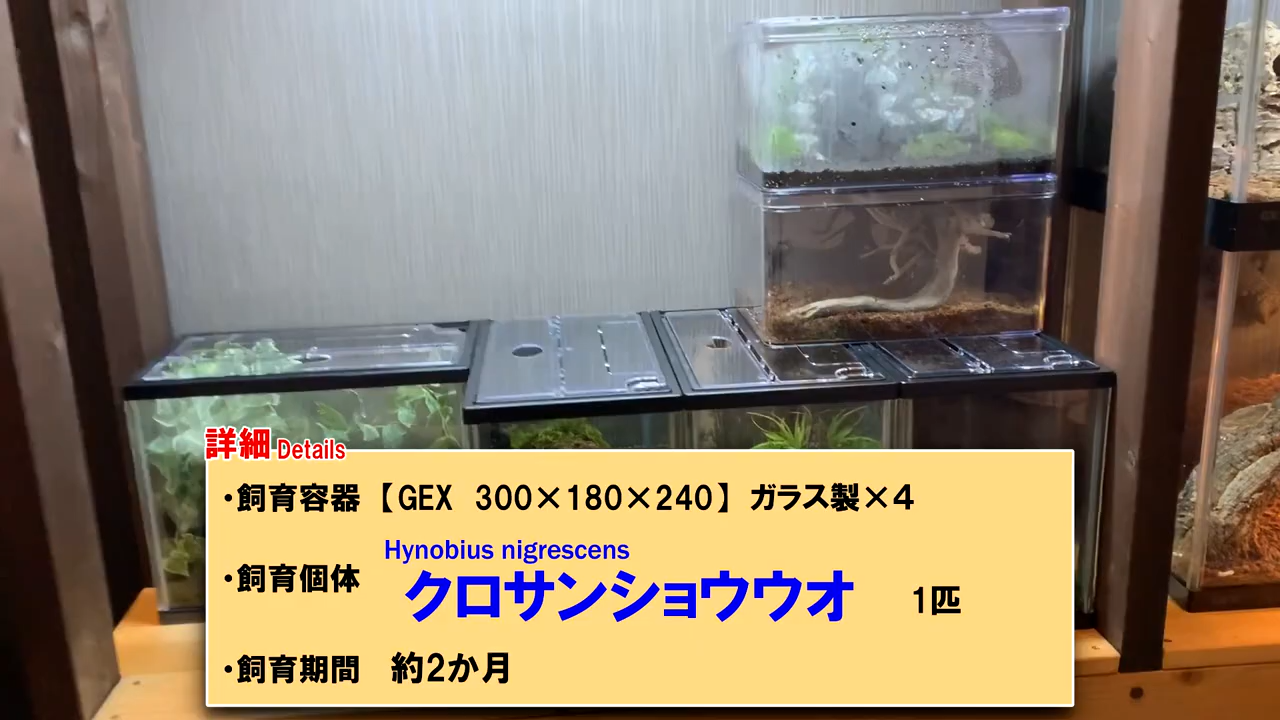 詳細 Details
・飼育容器 【GEX 300×180×240】 ガラス製×4
Hynobius nigrescens
・飼育個体 クロサンショウウオ 1匹
・飼育期間 約2か月